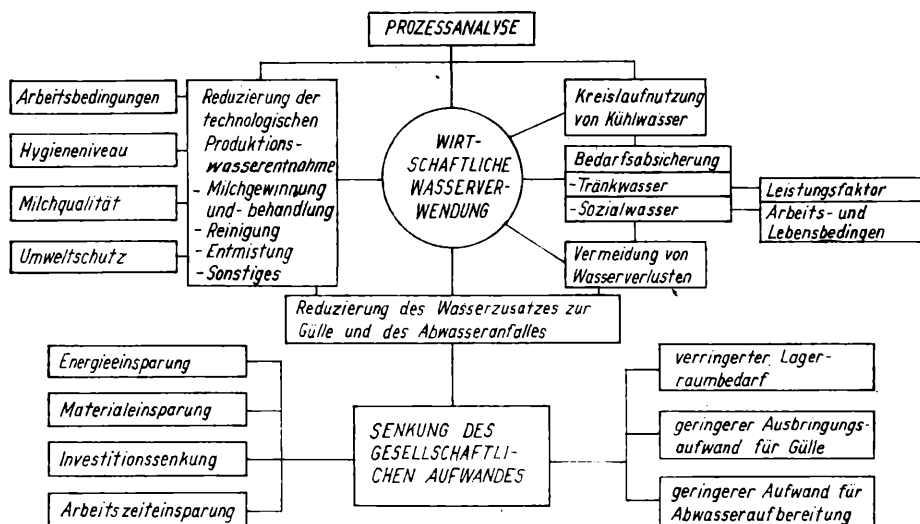 PROZESSANALYSE
Arbeitsbedingungen
Hygieneniveau
Milchqualität
Umweltschutz
Reduzierung der
technologischen
Produktions-
wasserentnahme
- Milchgewinnung
und- behandlung
- Reinigung
- Entmistung
- Sonstiges
WIRT-
SCHAFTLICHE
WASSERVER-
WENDUNG
Kreislaufnutzung
von Kühlwasser
Bedarfsabsicherung
-Tränkwasser
-Sozialwasser
Leistungsfaktor
Arbeits- und
Lebensbedingen
Vermeidung von
Wasserverlusten
Reduzierung des Wasserzusatzes zur
Gülle und des Abwasseranfalles
Energieeinsparung
Materialeinsparung
Investitionssenkung
Arbeitszeiteinsparung
SENKUNG DES
GESELLSCHAFTLI-
CHEN AUFWANDES
verringerter Lager-
raumbedarf
geringerer Ausbringungs-
aufwand für Gülle
geringerer Aufwand für
Abwasseraufbereitung